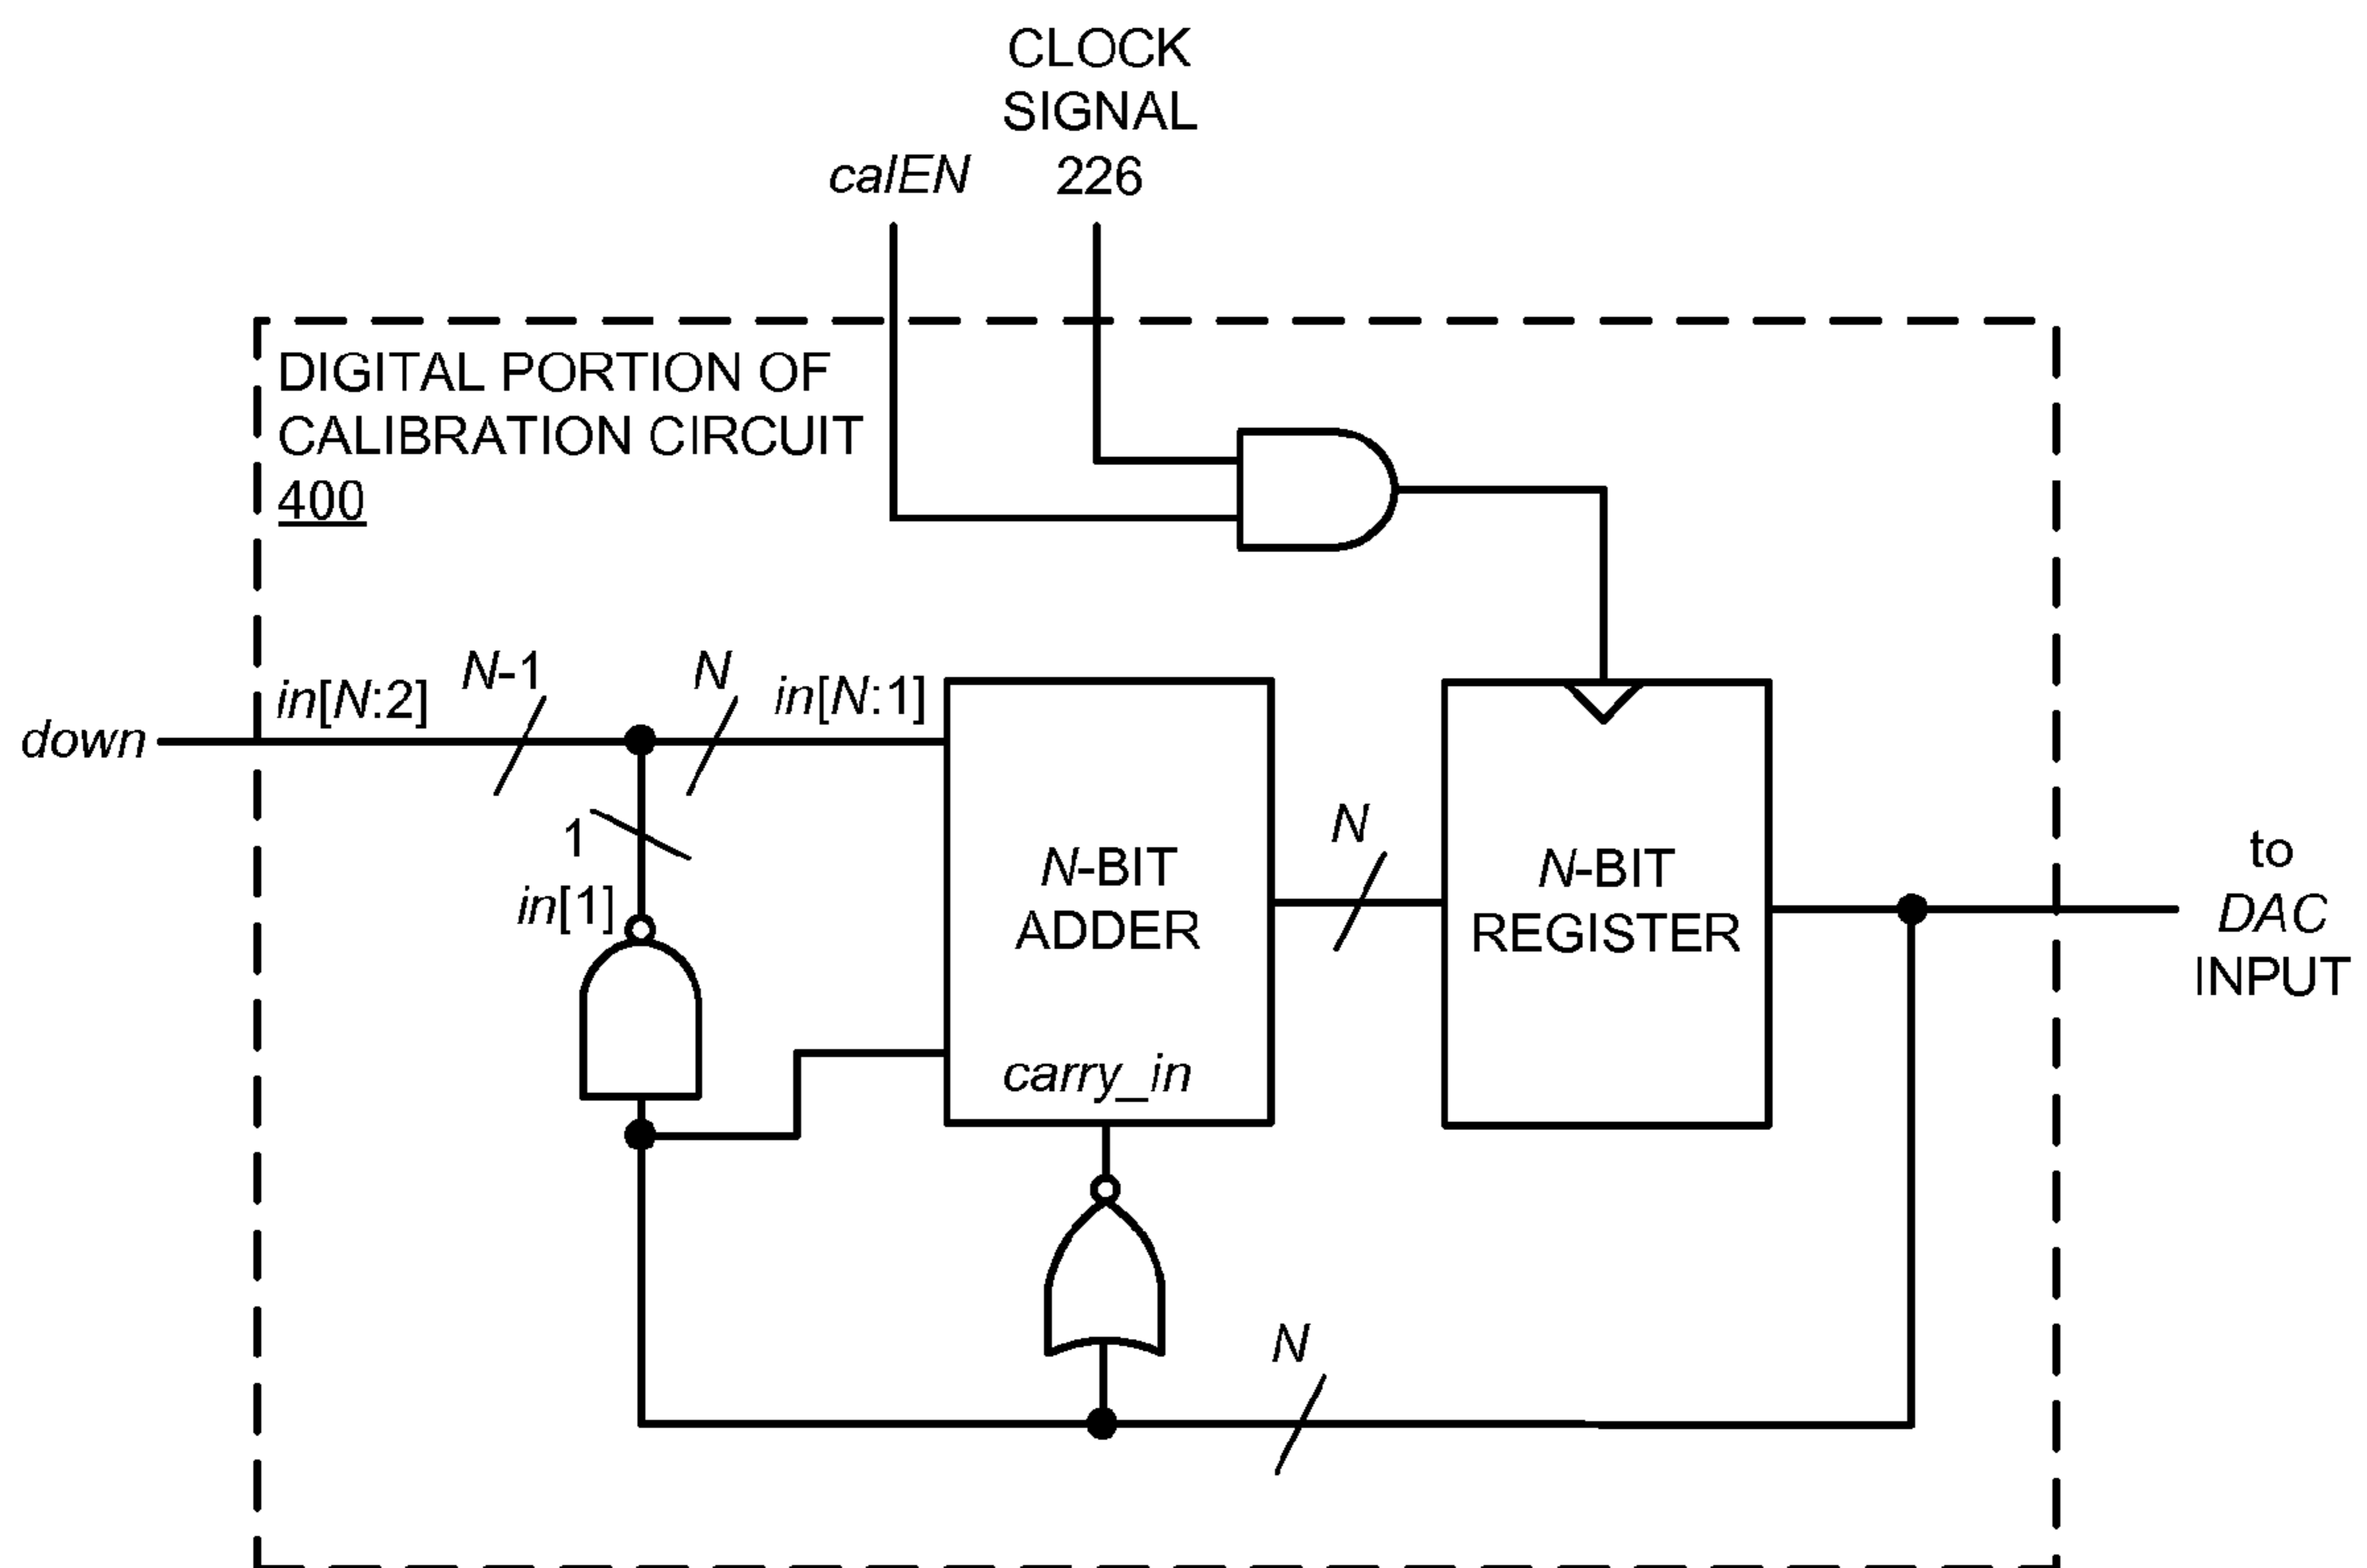 CLOCK
SIGNAL
226
calEN
DIGITAL PORTION OF
CALIBRATION CIRCUIT
400
down
in[N:2]
N-1
N
in[N:1]
1
in[1]
N-BIT
ADDER
carry_in
N
N-BIT
REGISTER
to
DAC
INPUT
N